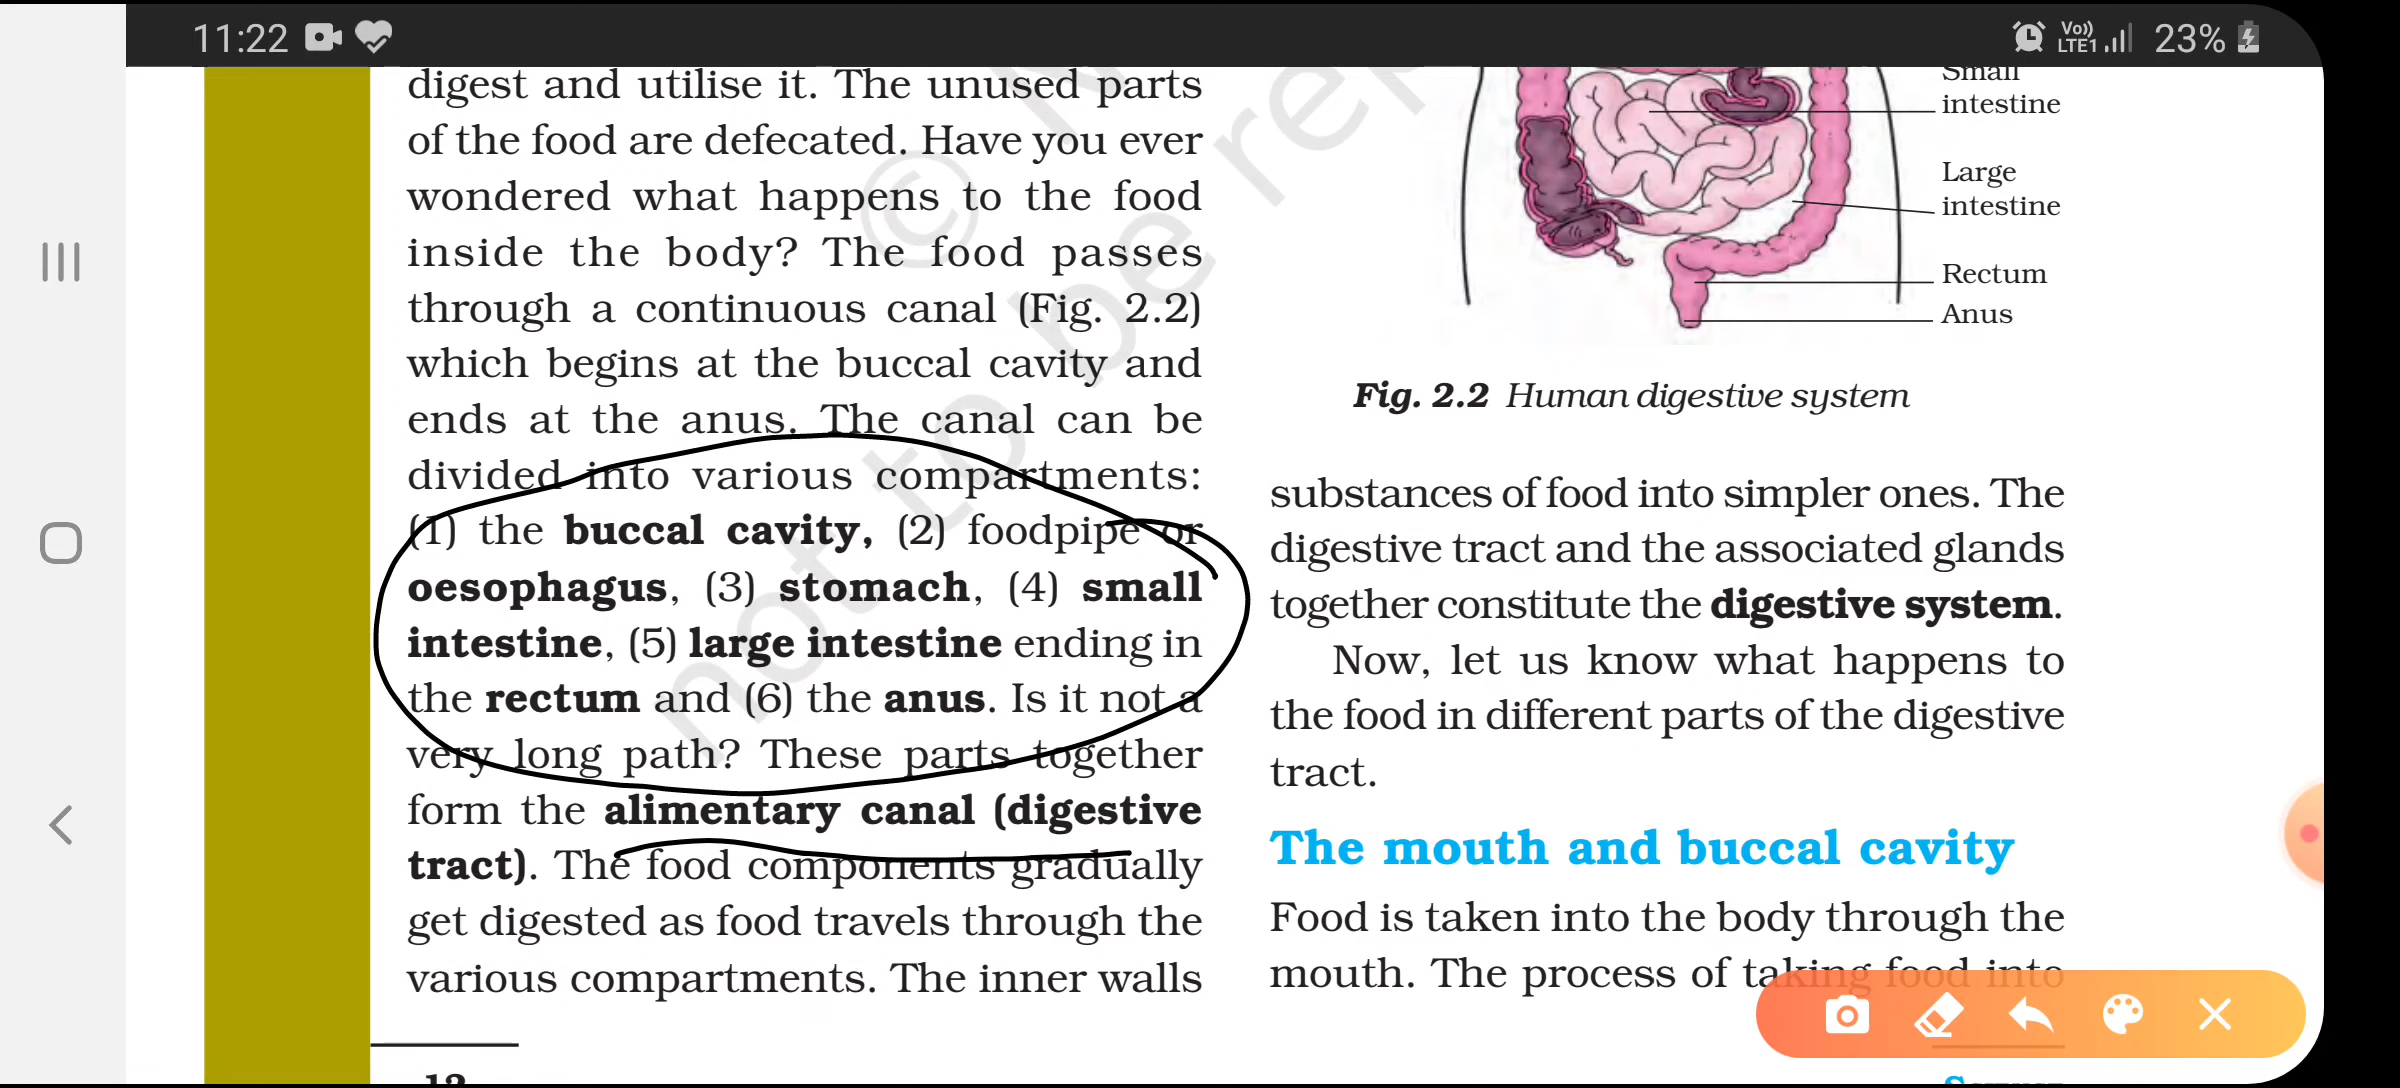 11:22
Vo))
LTE1
23%
digest and utilise it. The unused parts
of the food are defecated. Have you ever
wondered what happens to the food
inside the body? The food passes
through a continuous canal (Fig. 2.2)
which begins at the buccal cavity and
ends at the anus. The canal can be
divided into various compartments:
(1) the buccal cavity, (2) foodpipe or
oesophagus, (3) stomach, (4) small
intestine, (5) large intestine ending in
the rectum and (6) the anus. Is it not a
very long path? These parts together
form the alimentary canal (digestive
tract). The food components gradually
get digested as food travels through the
various compartments. The inner walls
Small
intestine
Large
intestine
Rectum
Anus
Fig. 2.2 Human digestive system
substances of food into simpler ones. The
digestive tract and the associated glands
together constitute the digestive system.
Now, let us know what happens to
the food in different parts of the digestive
tract.
The mouth and buccal cavity
Food is taken into the body through the
mouth. The process of taking food into
not to be rep